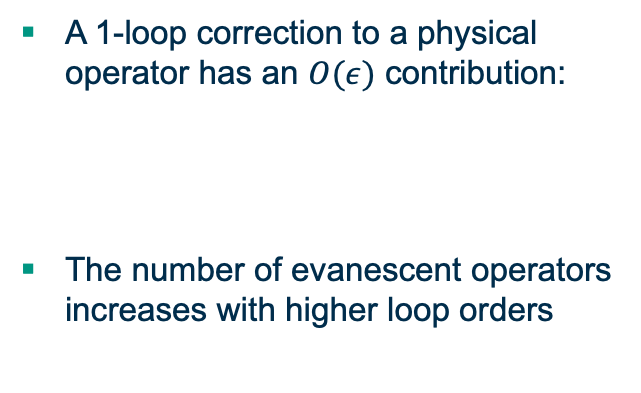 ▪ A 1-loop correction to a physical
operator has an 𝑂(𝜖) contribution:
▪ The number of evanescent operators
increases with higher loop orders